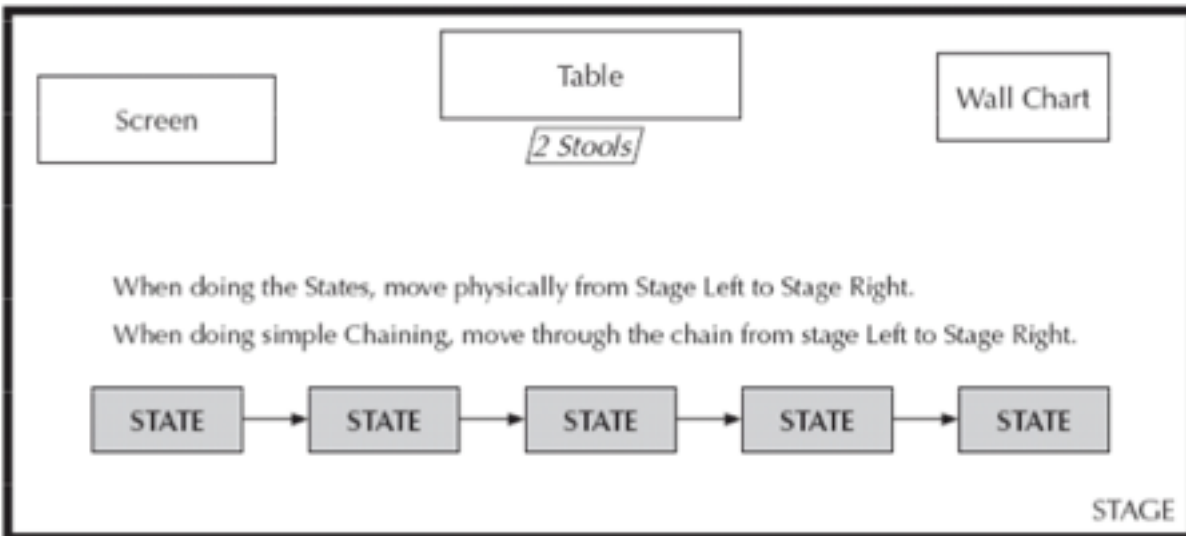 Table
Screen
Wall Chart
2 Stools
When doing the States, move physically from Stage Left to Stage Right.
When doing simple Chaining, move through the chain from stage Left to Stage Right.
STATE STATE STATE STATE STATE
STAGE